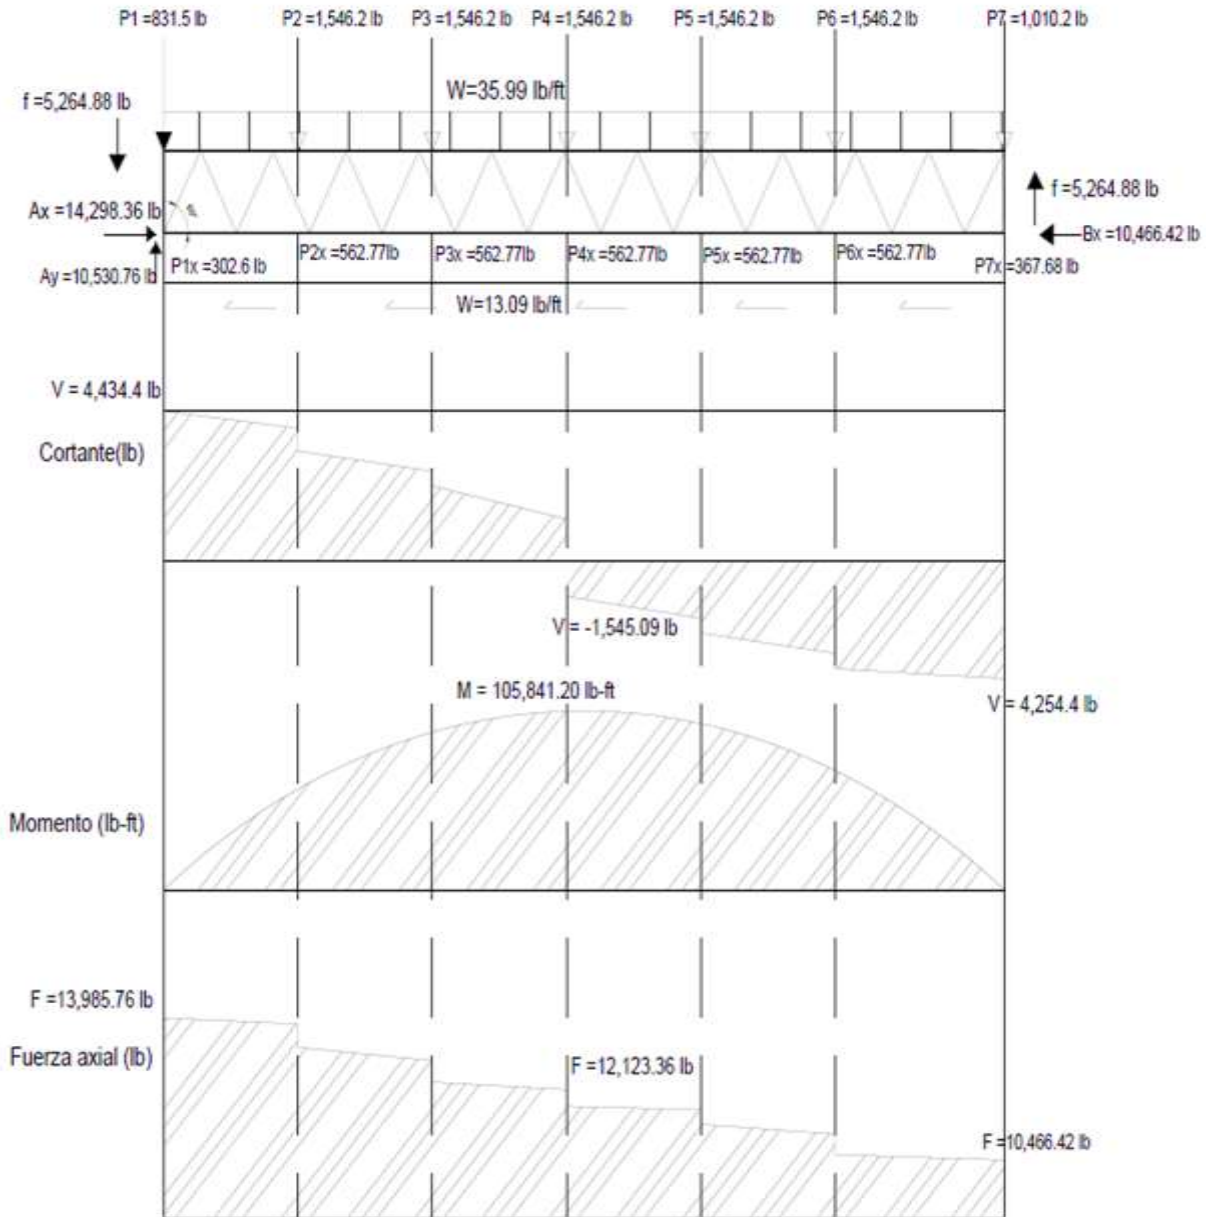 P1 =831.5 lb
P2 =1,546.2 lb
P3 =1,546.2 lb
P4 =1,546.2 lb
P5 =1,546.2 lb
P6 =1,546.2 lb
P7 =1,010.2 lb
W=35.99 lb/ft
f =5,264.88 lb
f =5,264.88 lb
Ax =14,298.36 lb
Bx =10,466.42 lb
Ay =10,530.76 lb
P1x =302.6 lb
P2x =562.77lb
P3x =562.77lb
P4x =562.77lb
P5x =562.77lb
P6x =562.77lb
P7x =367.68 lb
W=13.09 lb/ft
V = 4,434.4 lb
Cortante(lb)
V = -1,545.09 lb
M = 105,841.20 lb-ft
V = 4,254.4 lb
Momento (lb-ft)
F =13,985.76 lb
Fuerza axial (lb)
F =12,123.36 lb
F =10,466.42 lb